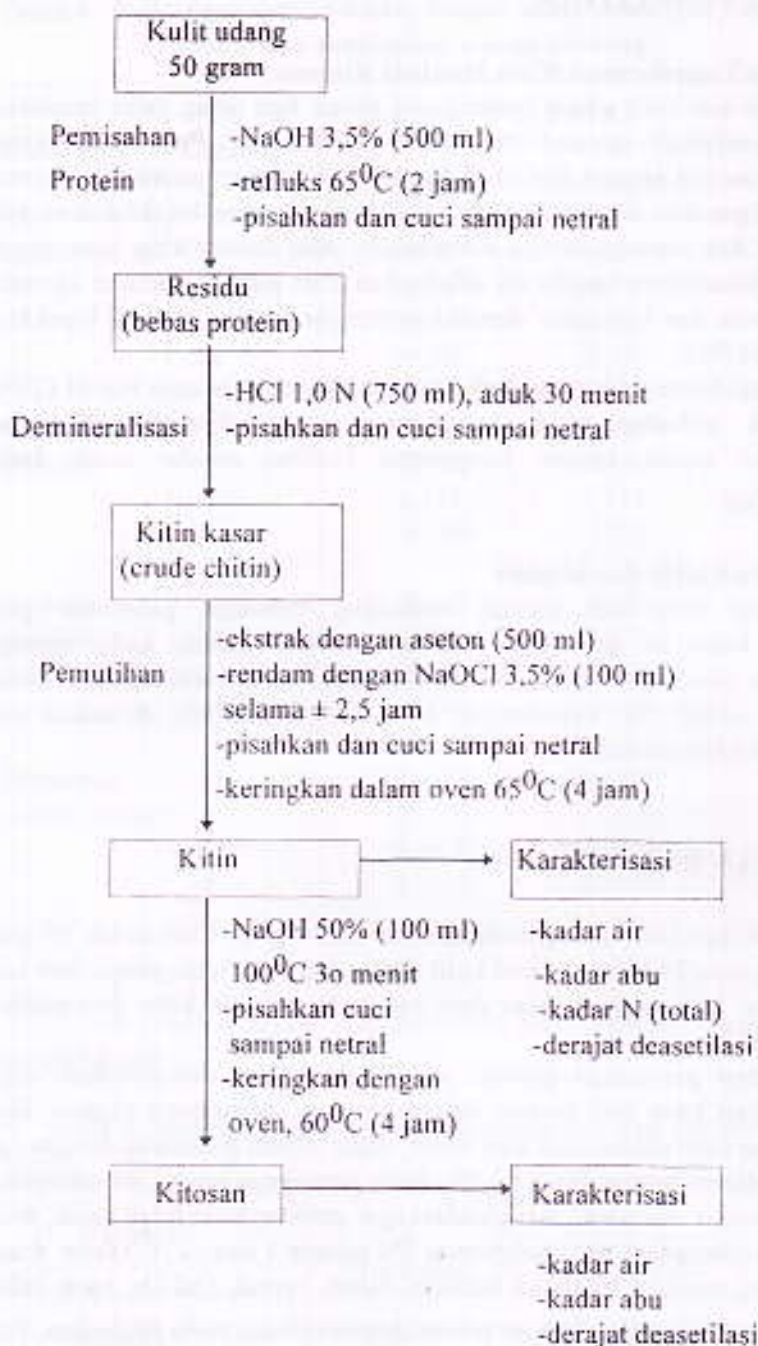 Kulit udang
50 gram
Pemisahan
Protein
-NaOH 3,5% (500 ml)
-refluks 65⁰C (2 jam)
-pisahkan dan cuci sampai netral
Residu
(bebas protein)
Demineralisasi
-HCl 1,0 N (750 ml), aduk 30 menit
-pisahkan dan cuci sampai netral
Kitin kasar
(crude chitin)
Pemutihan
-ekstrak dengan aseton (500 ml)
-rendam dengan NaOCl 3,5% (100 ml)
selama ± 2,5 jam
-pisahkan dan cuci sampai netral
-keringkan dalam oven 65⁰C (4 jam)
Kitin
Karakterisasi
-NaOH 50% (100 ml)
100⁰C 3o menit
-pisahkan cuci
sampai netral
-keringkan dengan
oven, 60⁰C (4 jam)
-kadar air
-kadar abu
-kadar N (total)
-derajat deasetilasi
Kitosan
Karakterisasi
-kadar air
-kadar abu
-derajat deasetilasi